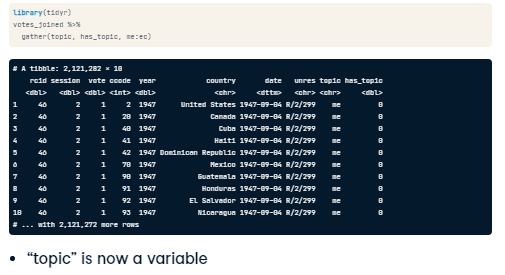 library(tidyr)
votes_joined %>%
gather(topic, has_topic, me:ec)
# A tibble: 2,121,282 × 10
rcid session vote ccode year country date unres topic has_topic
<dbl> <dbl> <dbl> <int> <dbl> <chr> <dttm> <chr> <chr> <dbl>
1 46 2 1 2 1947 United States 1947-09-04 R/2/299 me 0
2 46 2 1 20 1947 Canada 1947-09-04 R/2/299 me 0
3 46 2 1 40 1947 Cuba 1947-09-04 R/2/299 me 0
4 46 2 1 41 1947 Haiti 1947-09-04 R/2/299 me 0
5 46 2 1 42 1947 Dominican Republic 1947-09-04 R/2/299 me 0
6 46 2 1 70 1947 Mexico 1947-09-04 R/2/299 me 0
7 46 2 1 90 1947 Guatemala 1947-09-04 R/2/299 me 0
8 46 2 1 91 1947 Honduras 1947-09-04 R/2/299 me 0
9 46 2 1 92 1947 El Salvador 1947-09-04 R/2/299 me 0
10 46 2 1 93 1947 Nicaragua 1947-09-04 R/2/299 me 0
# ... with 2,121,272 more rows
• “topic” is now a variable